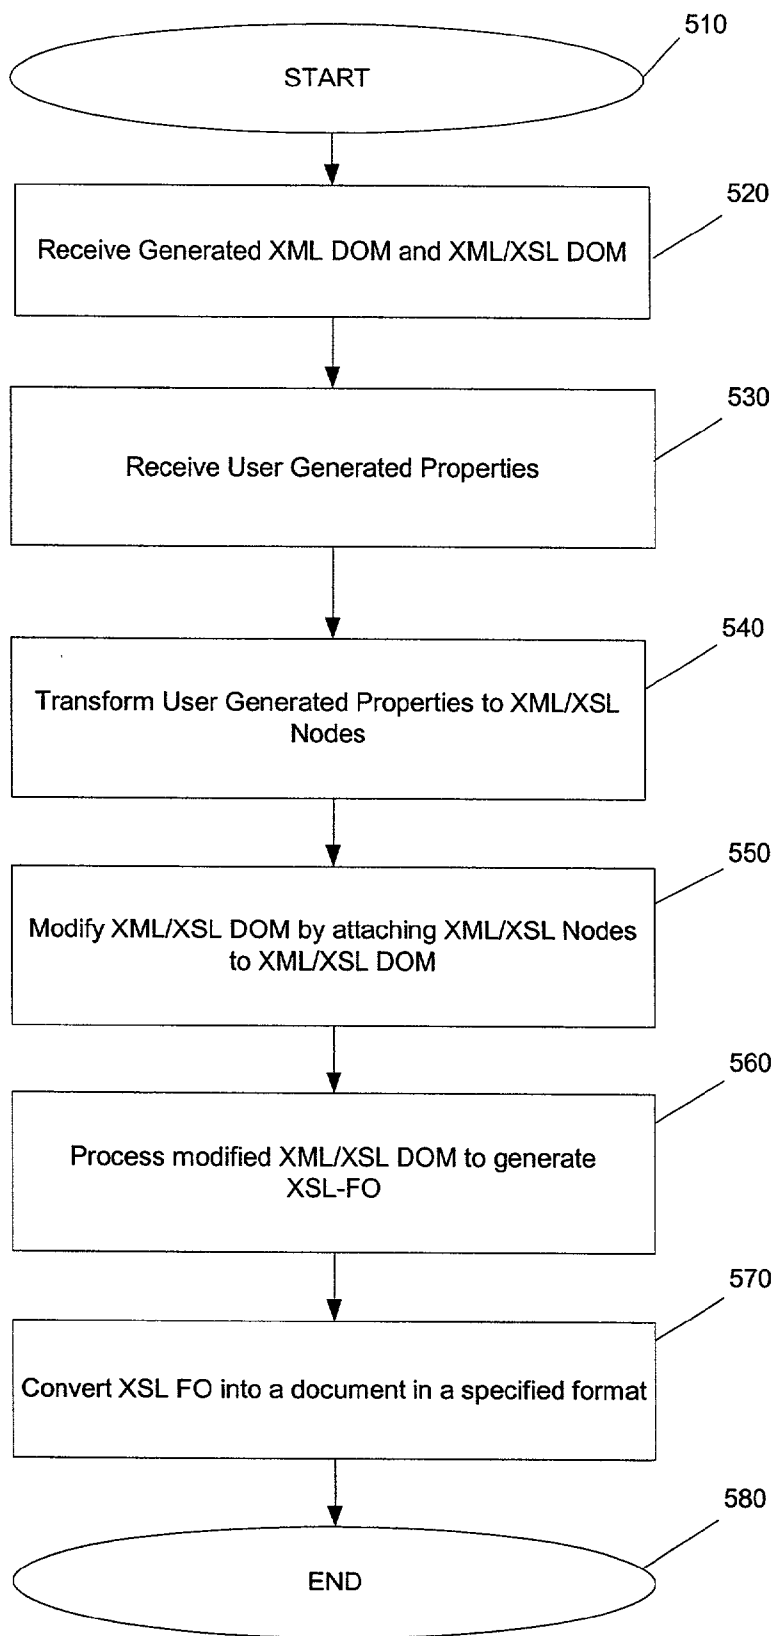 510
START
520
Receive Generated XML DOM and XML/XSL DOM
530
Receive User Generated Properties
540
Transform User Generated Properties to XML/XSL
Nodes
550
Modify XML/XSL DOM by attaching XML/XSL Nodes
to XML/XSL DOM
560
Process modified XML/XSL DOM to generate
XSL-FO
570
Convert XSL FO into a document in a specified format
580
END